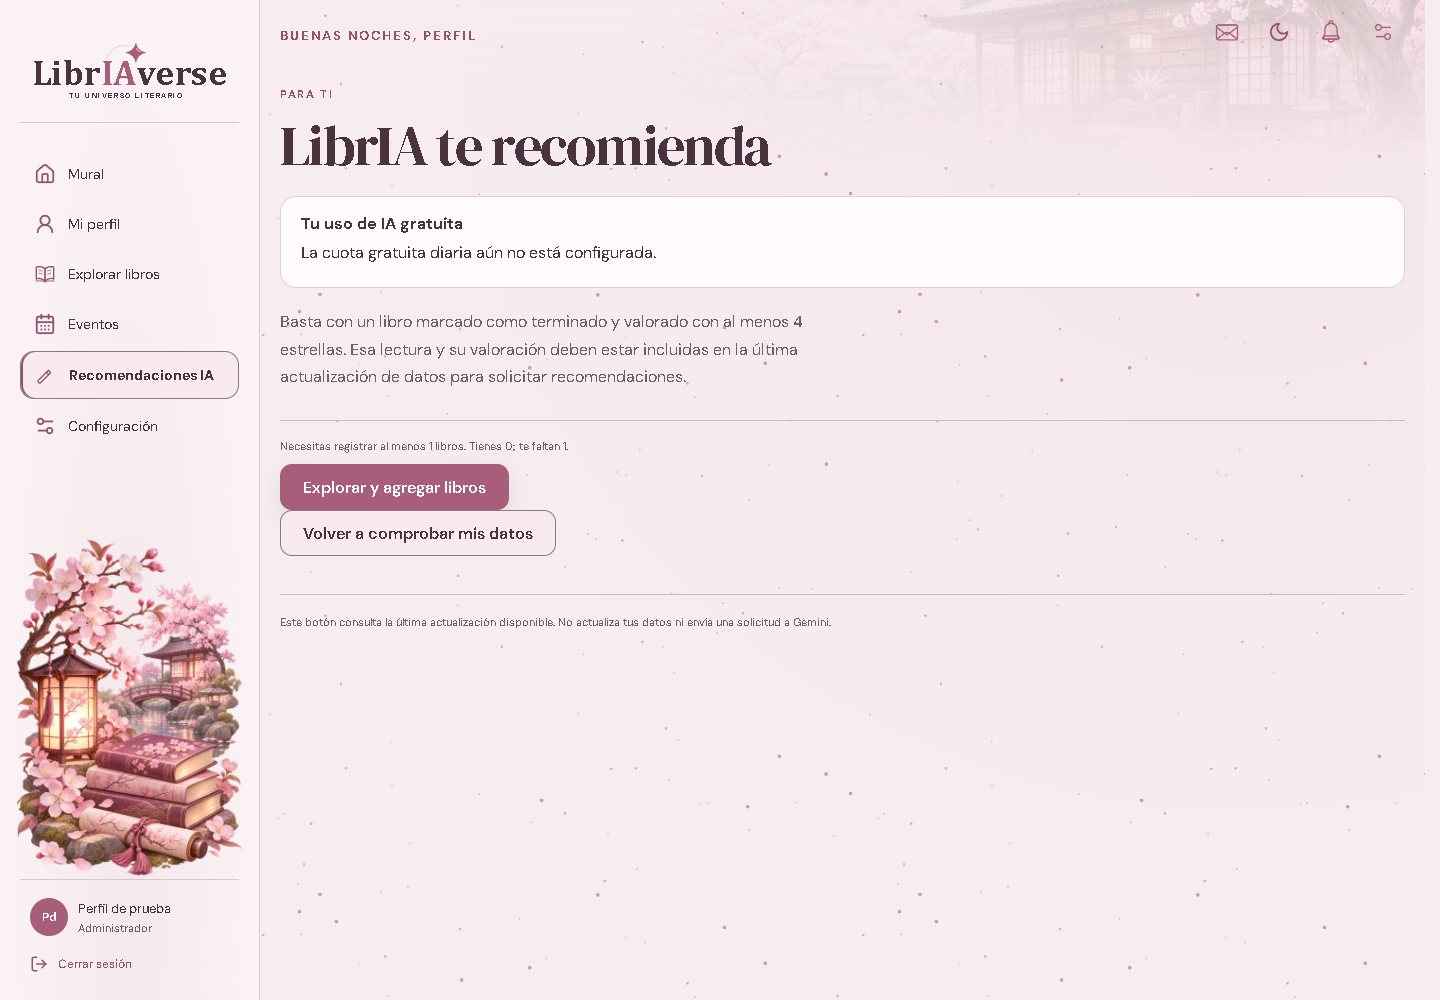 LibrIAverse
TU UNIVERSO LITERARIO
Mural
Mi perfil
Explorar libros
Eventos
Recomendaciones IA
Configuración
Pd
Perfil de prueba
Administrador
Cerrar sesión
BUENAS NOCHES, PERFIL
PARA TI
LibrIA te recomienda
Tu uso de IA gratuita
La cuota gratuita diaria aún no está configurada.
Basta con un libro marcado como terminado y valorado con al menos 4
estrellas. Esa lectura y su valoración deben estar incluidas en la última
actualización de datos para solicitar recomendaciones.
Necesitas registrar al menos 1 libros. Tienes 0; te faltan 1.
Explorar y agregar libros
Volver a comprobar mis datos
Este botón consulta la última actualización disponible. No actualiza tus datos ni envía una solicitud a Gemini.